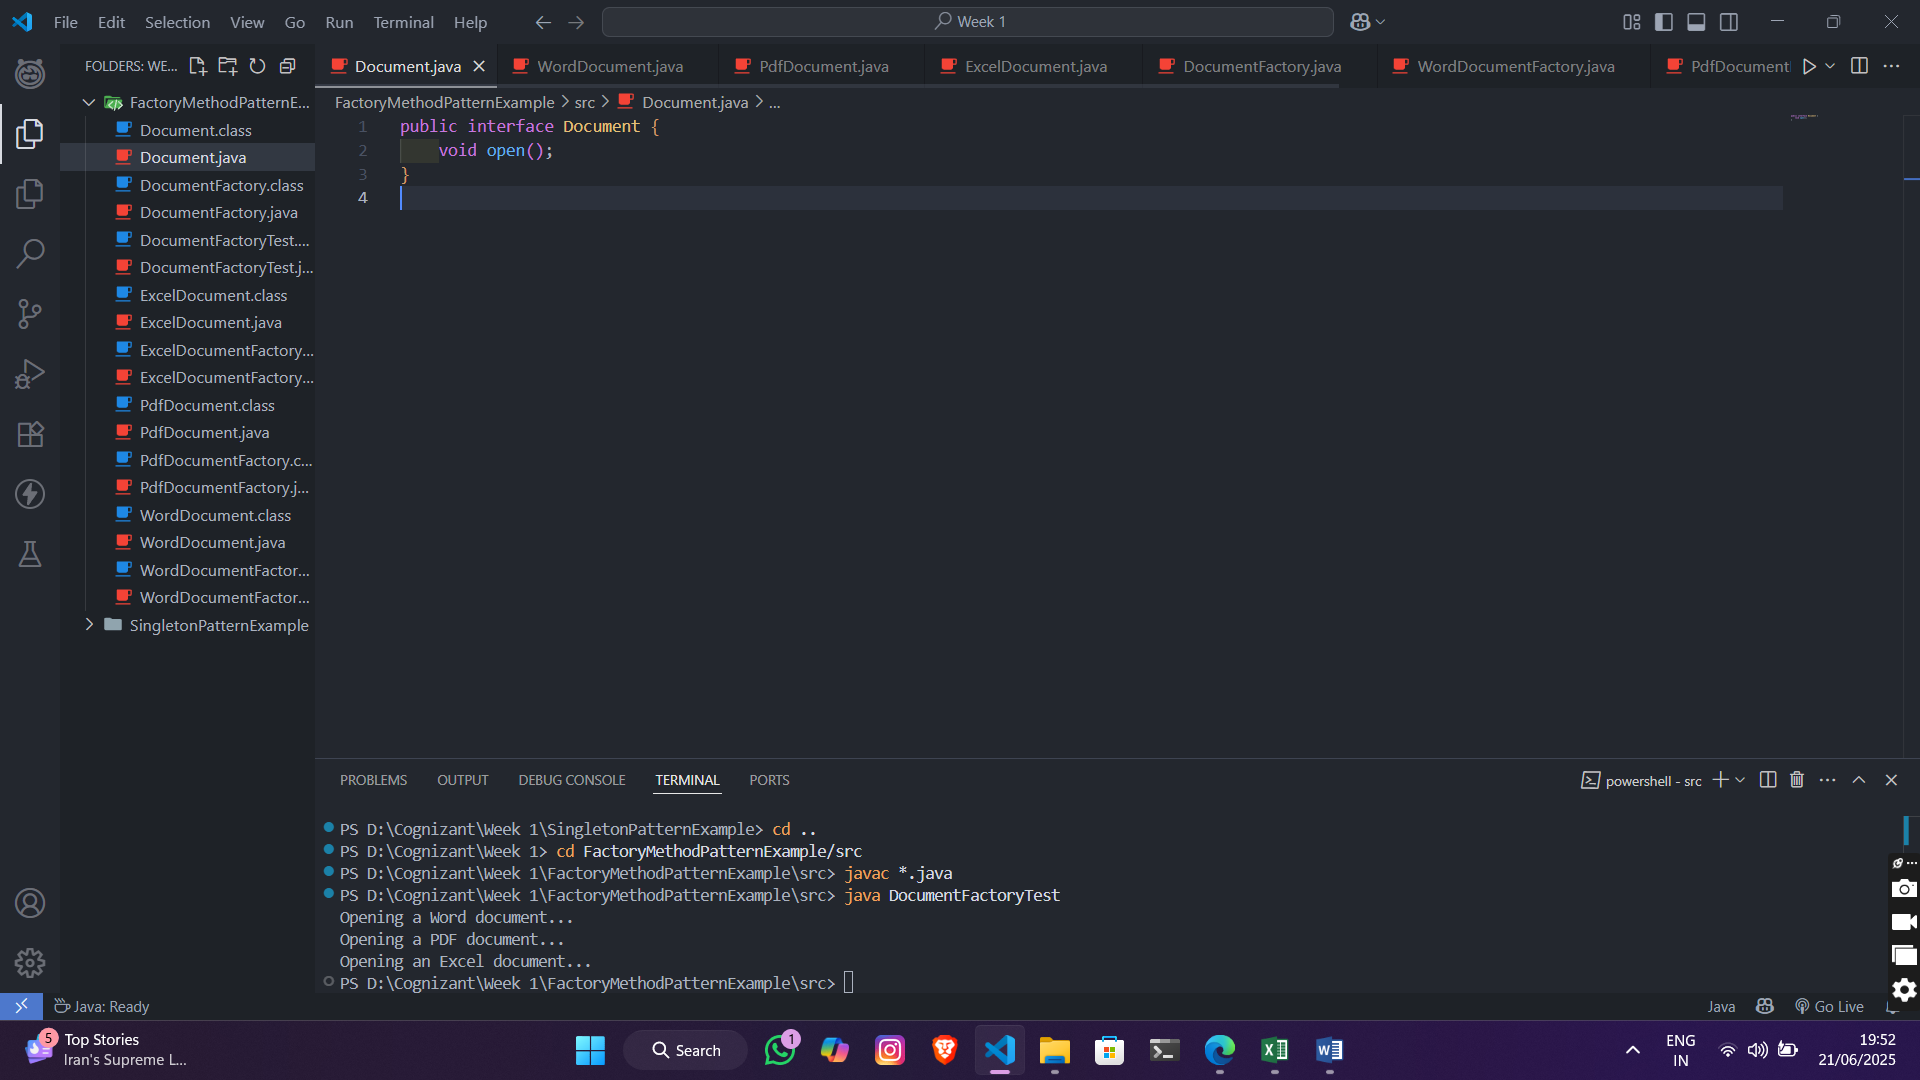 File Edit Selection View Go Run Terminal Help
Week 1
FOLDERS: WE...
Document.java
WordDocument.java
PdfDocument.java
ExcelDocument.java
DocumentFactory.java
WordDocumentFactory.java
PdfDocument
FactoryMethodPatternExample > src > Document.java > ...
FactoryMethodPatternE...
Document.class
Document.java
DocumentFactory.class
DocumentFactory.java
DocumentFactoryTest....
DocumentFactoryTest.j...
ExcelDocument.class
ExcelDocument.java
ExcelDocumentFactory...
ExcelDocumentFactory...
PdfDocument.class
PdfDocument.java
PdfDocumentFactory.c...
PdfDocumentFactory.j...
WordDocument.class
WordDocument.java
WordDocumentFactor...
WordDocumentFactor...
SingletonPatternExample
1 public interface Document {
2 void open();
3 }
4
PROBLEMS OUTPUT DEBUG CONSOLE TERMINAL PORTS
powershell - src
PS D:\Cognizant\Week 1\SingletonPatternExample> cd ..
PS D:\Cognizant\Week 1> cd FactoryMethodPatternExample/src
PS D:\Cognizant\Week 1\FactoryMethodPatternExample\src> javac *.java
PS D:\Cognizant\Week 1\FactoryMethodPatternExample\src> java DocumentFactoryTest
Opening a Word document...
Opening a PDF document...
Opening an Excel document...
PS D:\Cognizant\Week 1\FactoryMethodPatternExample\src>
Java: Ready
Java
Go Live
5
Top Stories
Iran's Supreme L...
Search
1
ENG
IN
19:52
21/06/2025